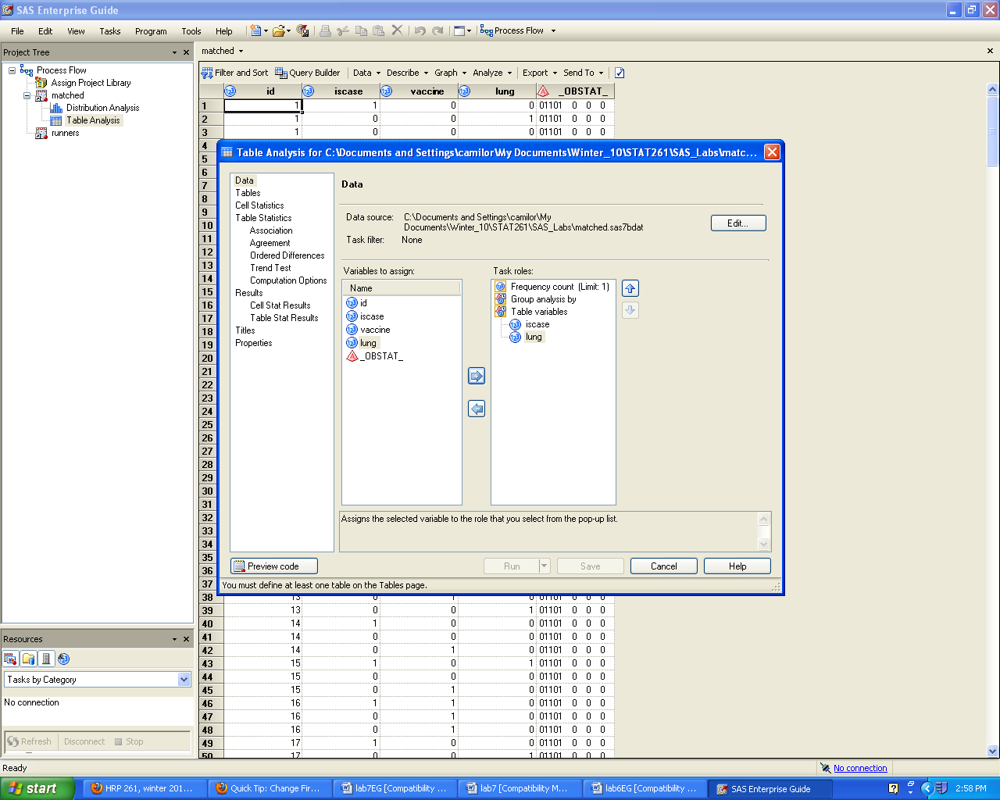 SAS Enterprise Guide
File Edit View Tasks Program Tools Help Process Flow
Project Tree
Process Flow
Assign Project Library
matched
Distribution Analysis
Table Analysis
runners
matched
Filter and Sort Query Builder Data Describe Graph Analyze Export Send To
id iscase vaccine lung _OBSTAT_
1 1 1 0 0 01101 0 0 0
2 1 0 0 1 01101 0 0 0
3 1 0 0 0 01101 0 0 0
4
5
6
7
8
9
10
11
12
13
14
15
16
17
18
19
20
21
22
23
24
25
26
27
28
29
30
31
32
33
34
35
36
37
38 13 0 1 0 01101 0 0 0
39 13 0 0 1 01101 0 0 0
40 14 1 0 0 01101 0 0 0
41 14 0 0 0 01101 0 0 0
42 14 0 1 0 01101 0 0 0
43 15 1 0 1 01101 0 0 0
44 15 0 0 0 01101 0 0 0
45 15 0 1 0 01101 0 0 0
46 16 1 1 0 01101 0 0 0
47 16 0 1 0 01101 0 0 0
48 16 0 1 0 01101 0 0 0
49 17 1 0 0 01101 0 0 0
50 17 0 0 1 01101 0 0 0
Table Analysis for C:\Documents and Settings\camilor\My Documents\Winter_10\STAT261\SAS_Labs\matc...
Data
Tables
Cell Statistics
Table Statistics
Association
Agreement
Ordered Differences
Trend Test
Computation Options
Results
Cell Stat Results
Table Stat Results
Titles
Properties
Data
Data source: C:\Documents and Settings\camilor\My
Documents\Winter_10\STAT261\SAS_Labs\matched.sas7bdat
Edit...
Task filter: None
Variables to assign:
Name
id
iscase
vaccine
lung
_OBSTAT_
Task roles:
Frequency count (Limit: 1)
Group analysis by
Table variables
iscase
lung
Assigns the selected variable to the role that you select from the pop-up list.
Preview code Run Save Cancel Help
You must define at least one table on the Tables page.
Resources
Tasks by Category
No connection
Refresh Disconnect Stop
Ready
No connection
start HRP 261, winter 201... Quick Tip: Change Fir... lab7EG [Compatibility ... lab7 [Compatibility M... lab6EG [Compatibility ... SAS Enterprise Guide 2:58 PM